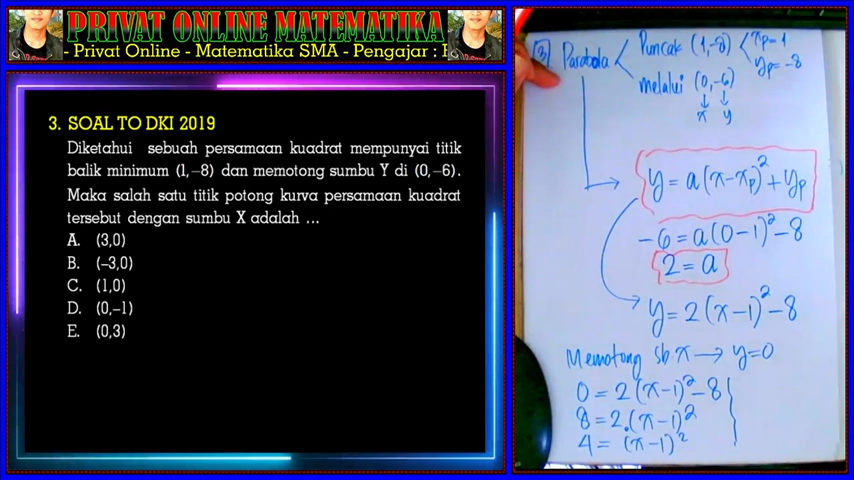 PRIVAT ONLINE MATEMATIKA
- Privat Online - Matematika SMA - Pengajar :
3. SOAL TO DKI 2019
Diketahui sebuah persamaan kuadrat mempunyai titik
balik minimum (1,-8) dan memotong sumbu Y di (0,-6).
Maka salah satu titik potong kurva persamaan kuadrat
tersebut dengan sumbu X adalah ...
A. (3,0)
B. (-3,0)
C. (1,0)
D. (0,-1)
E. (0,3)
3) Parabola < Puncak (1,-8) < xp = 1
yp = -8
melalui (0,-6)
↓ ↓
x y
y = a(x-xp)² + yp
-6 = a(0-1)² - 8
2 = a
y = 2(x-1)² - 8
Memotong sb x → y = 0
0 = 2(x-1)² - 8
8 = 2.(x-1)²
4 = (x-1)²